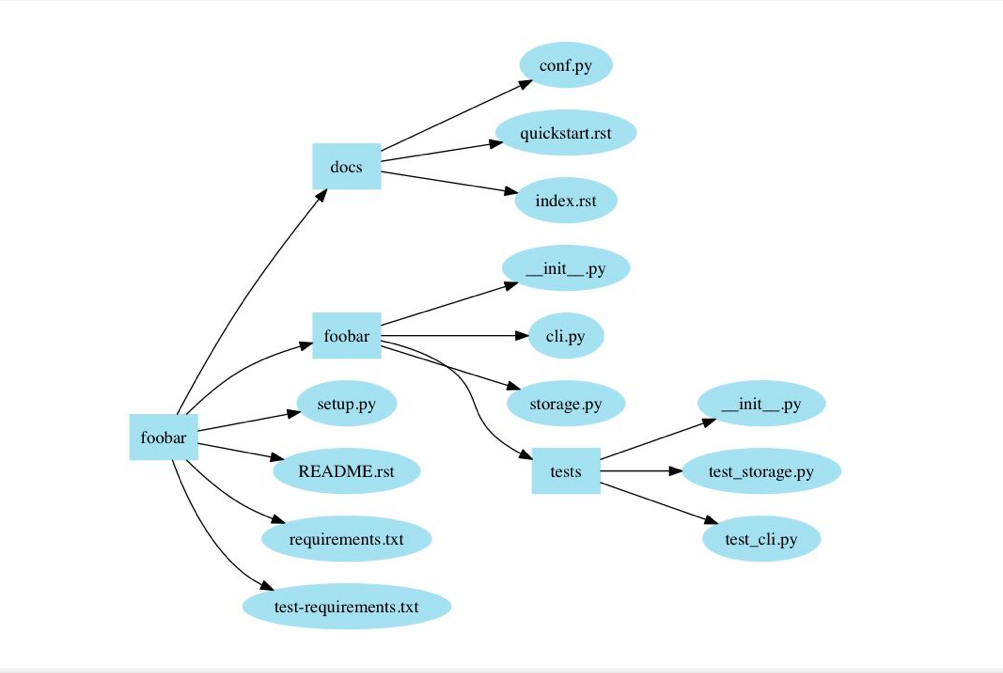 conf.py
quickstart.rst
docs
index.rst
__init__.py
foobar
cli.py
setup.py
storage.py
__init__.py
foobar
README.rst
tests
test_storage.py
requirements.txt
test_cli.py
test-requirements.txt